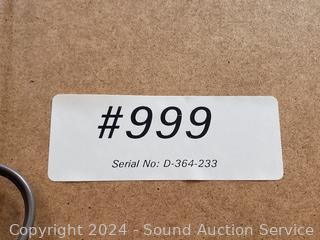 #999
Serial No: D-364-233
Copyright 2024 - Sound Auction Service